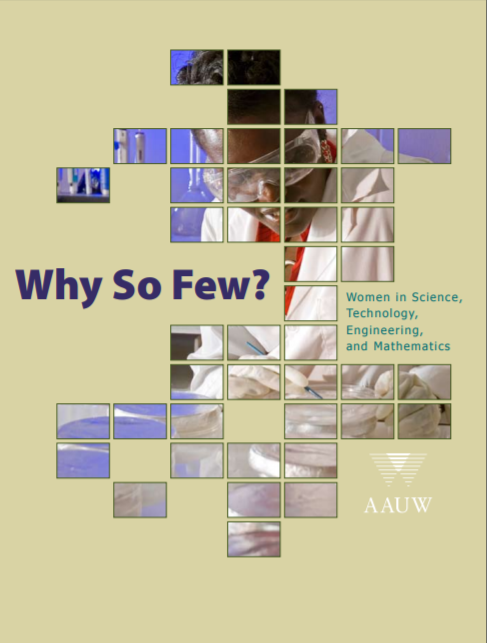 Why So Few?
Women in Science,
Technology,
Engineering,
and Mathematics
AAUW